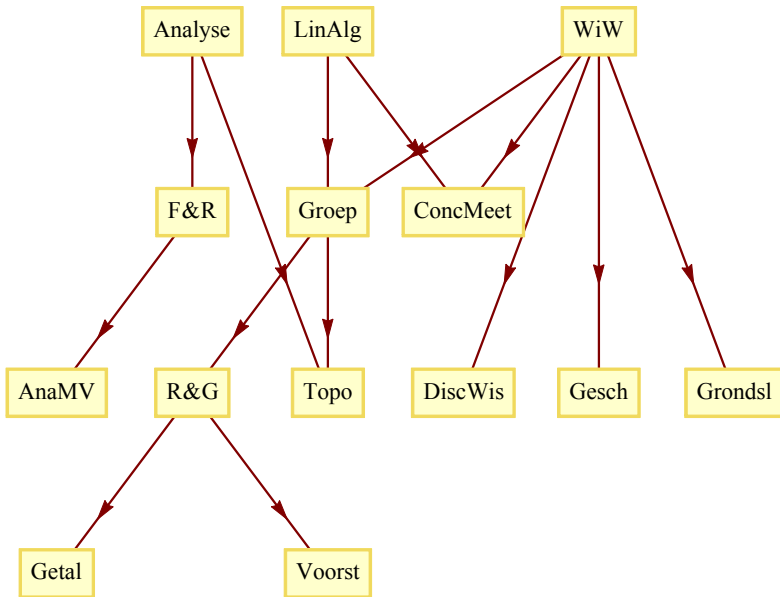 Analyse
LinAlg
WiW
F&R
Groep
ConcMeet
AnaMV
R&G
Topo
DiscWis
Gesch
Grondsl
Getal
Voorst